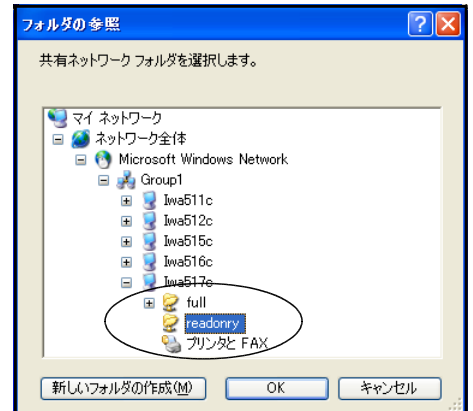 フォルダの参照
共有ネットワーク フォルダを選択します。
マイ ネットワーク
ネットワーク全体
Microsoft Windows Network
Group1
Iwa511c
Iwa512c
Iwa515c
Iwa516c
Iwa517c
full
readonry
プリンタと FAX
新しいフォルダの作成(M) OK キャンセル